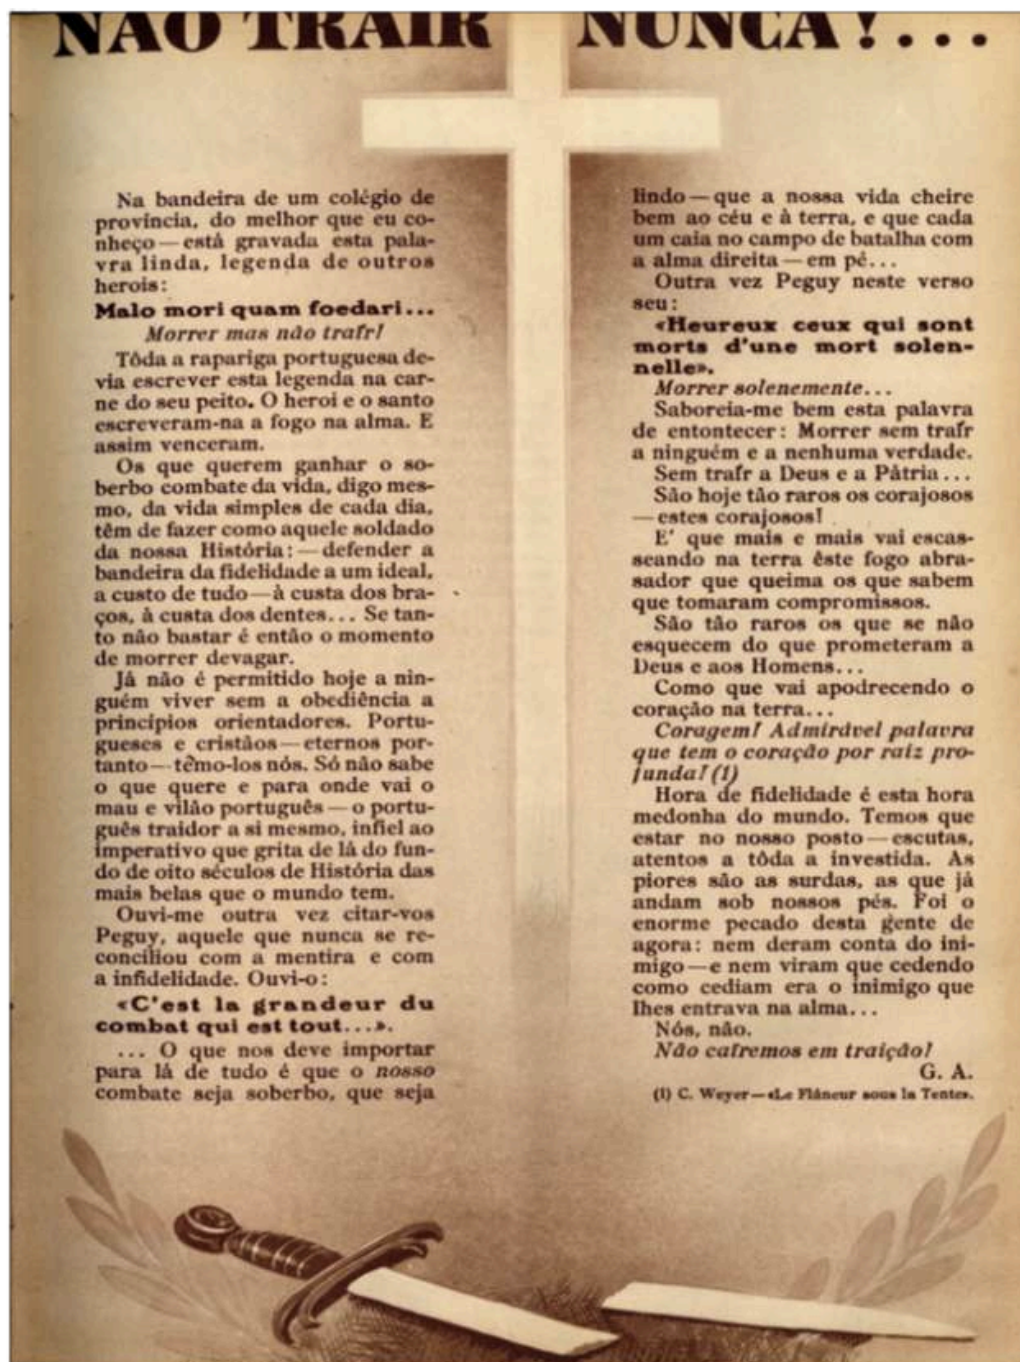 NÃO TRAIR NUNCA!...
Na bandeira de um colégio de
província, do melhor que eu co-
nheço—está gravada esta pala-
vra linda, legenda de outros
herois:
Malo mori quam foedari...
Morrer mas não traír!
Tôda a rapariga portuguesa de-
via escrever esta legenda na car-
ne do seu peito. O heroi e o santo
escreveram-na a fogo na alma. E
assim venceram.
Os que querem ganhar o so-
berbo combate da vida, digo mes-
mo, da vida simples de cada dia,
têm de fazer como aquele soldado
da nossa História:—defender a
bandeira da fidelidade a um ideal,
a custo de tudo—à custa dos bra-
ços, à custa dos dentes... Se tan-
to não bastar é então o momento
de morrer devagar.
Já não é permitido hoje a nin-
guém viver sem a obediência a
princípios orientadores. Portu-
gueses e cristãos—eternos por-
tanto—têmo-los nós. Só não sabe
o que quere e para onde vai o
mau e vilão português—o portu-
guês traidor a si mesmo, infiel ao
imperativo que grita de lá do fun-
do de oito séculos de História das
mais belas que o mundo tem.
Ouvi-me outra vez citar-vos
Peguy, aquele que nunca se re-
conciliou com a mentira e com
a infidelidade. Ouvi-o:
«C'est la grandeur du
combat qui est tout...».
... O que nos deve importar
para lá de tudo é que o nosso
combate seja soberbo, que seja
lindo—que a nossa vida cheire
bem ao céu e à terra, e que cada
um caia no campo de batalha com
a alma direita—em pé...
Outra vez Peguy neste verso
seu:
«Heureux ceux qui sont
morts d'une mort solen-
nelle».
Morrer solenemente...
Saboreia-me bem esta palavra
de entontecer: Morrer sem traír
a ninguém e a nenhuma verdade.
Sem traír a Deus e a Pátria...
São hoje tão raros os corajosos
—estes corajosos!
E' que mais e mais vai escas-
seando na terra êste fogo abra-
sador que queima os que sabem
que tomaram compromissos.
São tão raros os que se não
esquecem do que prometeram a
Deus e aos Homens...
Como que vai apodrecendo o
coração na terra...
Coragem! Admirável palavra
que tem o coração por raiz pro-
funda! (1)
Hora de fidelidade é esta hora
medonha do mundo. Temos que
estar no nosso posto—escutas,
atentos a tôda a investida. As
piores são as surdas, as que já
andam sob nossos pés. Foi o
enorme pecado desta gente de
agora: nem deram conta do ini-
migo—e nem viram que cedendo
como cediam era o inimigo que
lhes entrava na alma...
Nós, não.
Não caíremos em traição!
G. A.
(1) C. Weyer—«Le Flâneur sous la Tente».